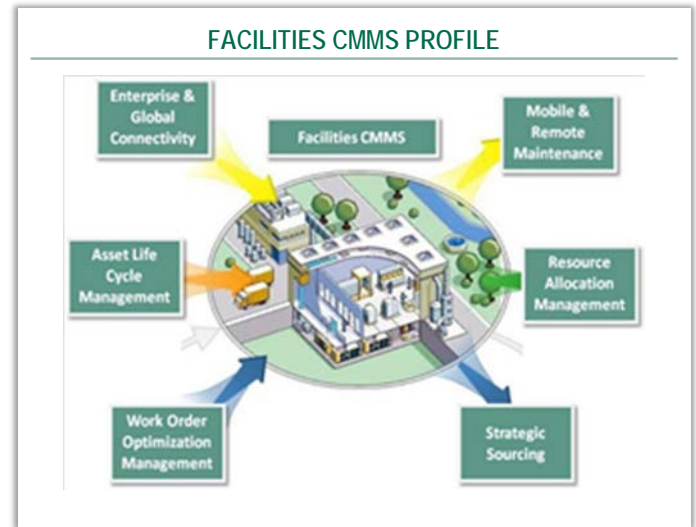 FACILITIES CMMS PROFILE
Enterprise &
Global
Connectivity
Facilities CMMS
Mobile &
Remote
Maintenance
Asset Life
Cycle
Management
Resource
Allocation
Management
Work Order
Optimization
Management
Strategic
Sourcing